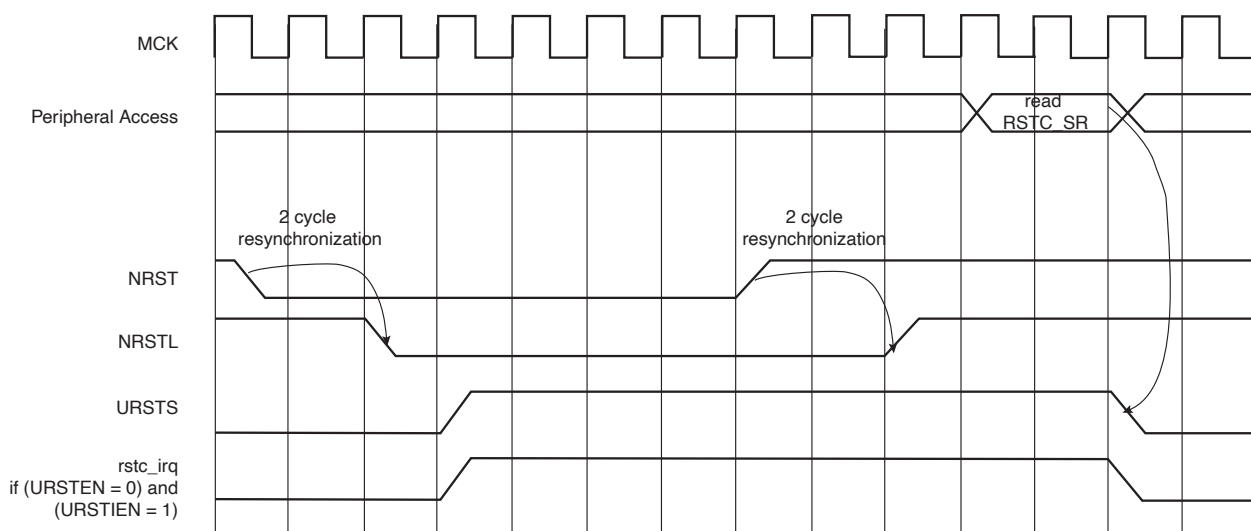 MCK
Peripheral Access
read
RSTC_SR
2 cycle
resynchronization
2 cycle
resynchronization
NRST
NRSTL
URSTS
rstc_irq
if (URSTEN = 0) and
(URSTIEN = 1)